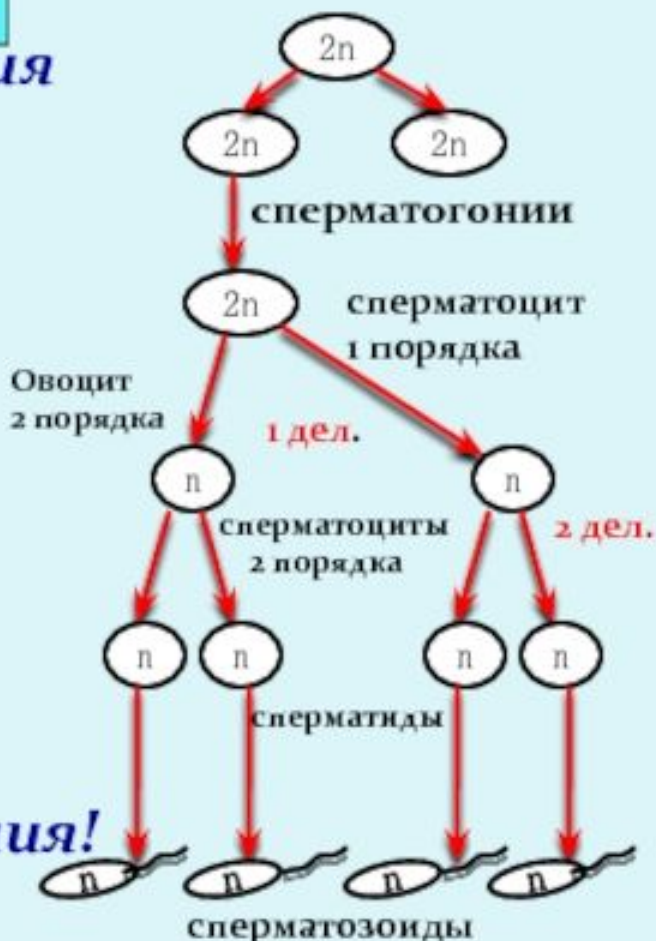 ия
2n
2n 2n
сперматогонии
2n
сперматоцит
1 порядка
Овоцит
2 порядка
1 дел.
n n
сперматоциты
2 порядка
2 дел.
n n n n
сперматиды
ия!
n n n n
сперматозоиды